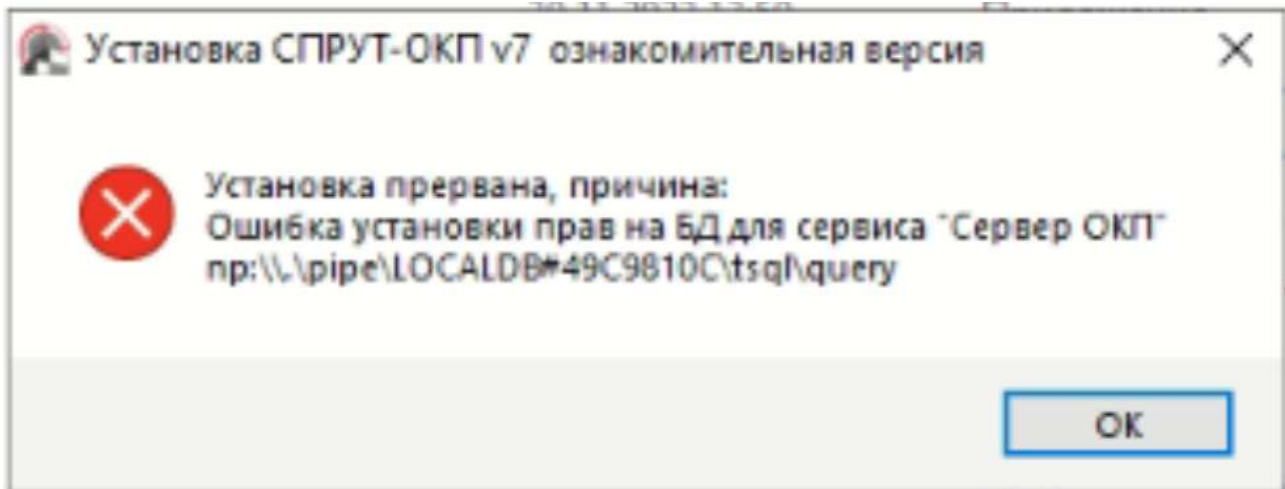 Установка СПРУТ-ОКП v7 ознакомительная версия
Установка прервана, причина:
Ошибка установки прав на БД для сервиса "Сервер ОКП"
np:\\.\pipe\LOCALDB#49C9810C\tsql\query
ОК